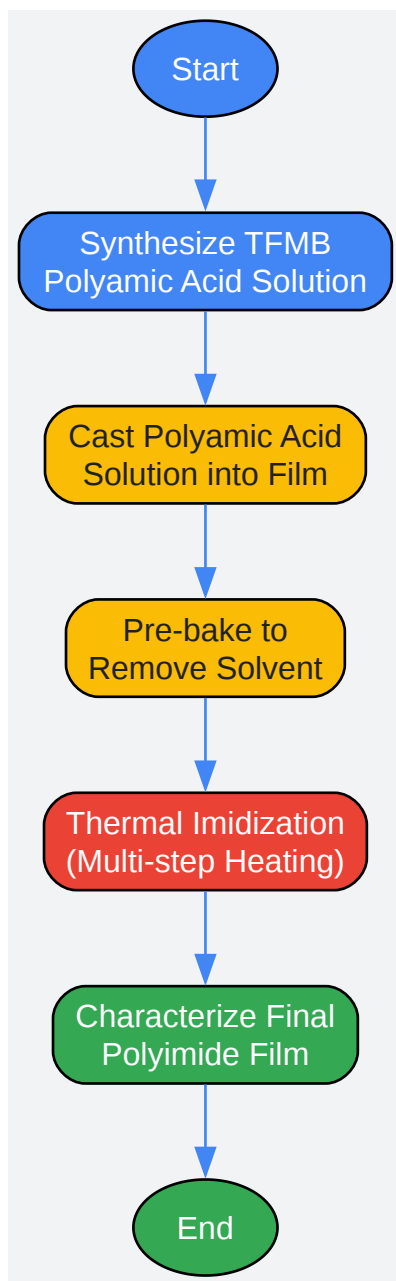 Start
Synthesize TFMB
Polyamic Acid Solution
Cast Polyamic Acid
Solution into Film
Pre-bake to
Remove Solvent
Thermal Imidization
(Multi-step Heating)
Characterize Final
Polyimide Film
End